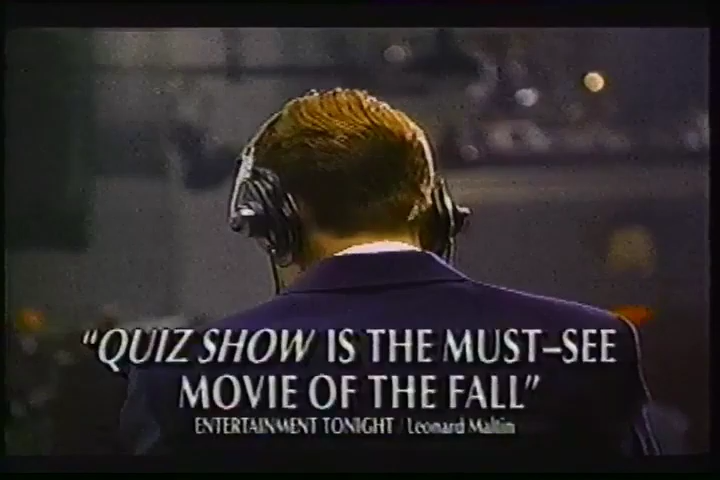 "QUIZ SHOW IS THE MUST-SEE
MOVIE OF THE FALL"
ENTERTAINMENT TONIGHT / Leonard Maltin